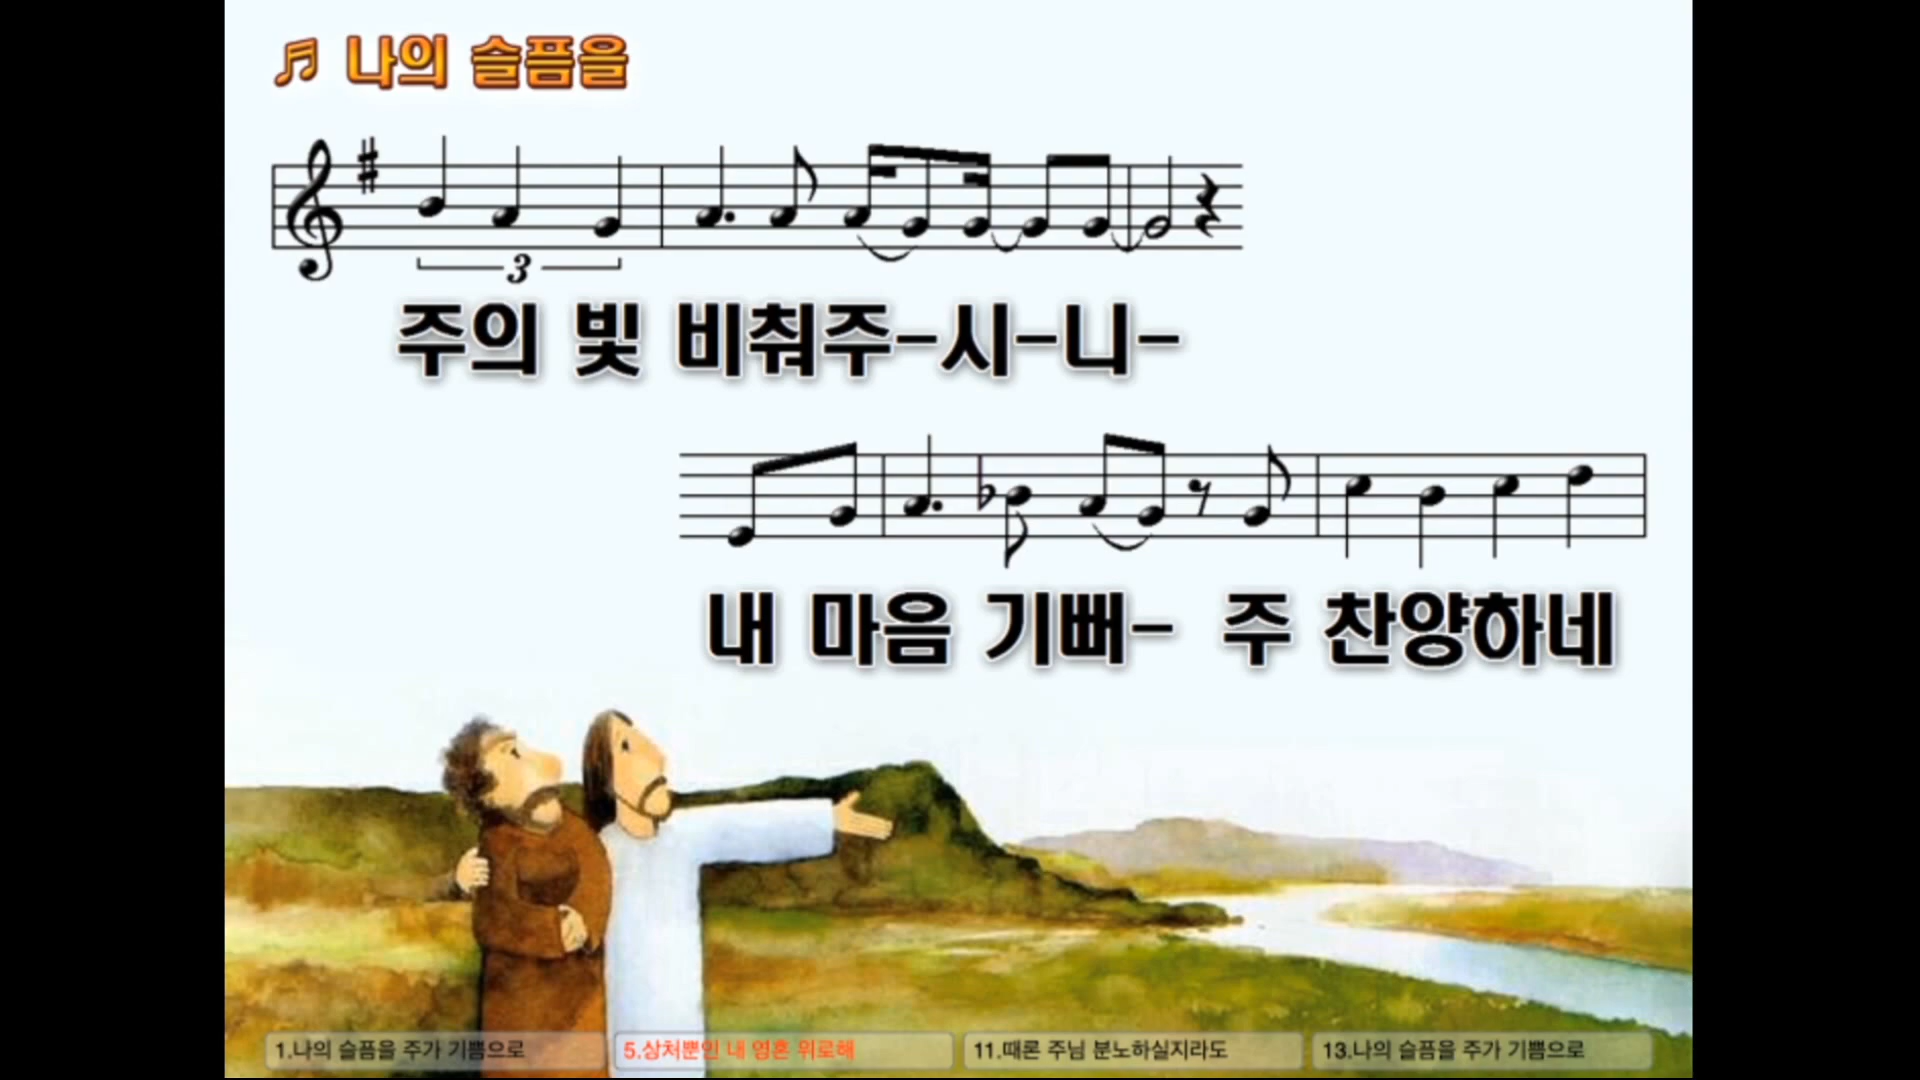 나의 슬픔을
3
주의 빛 비춰주-시-니-
내 마음 기뻐- 주 찬양하네
1.나의 슬픔을 주가 기쁨으로
5.상처뿐인 내 영혼 위로해
11.때론 주님 분노하실지라도
13.나의 슬픔을 주가 기쁨으로